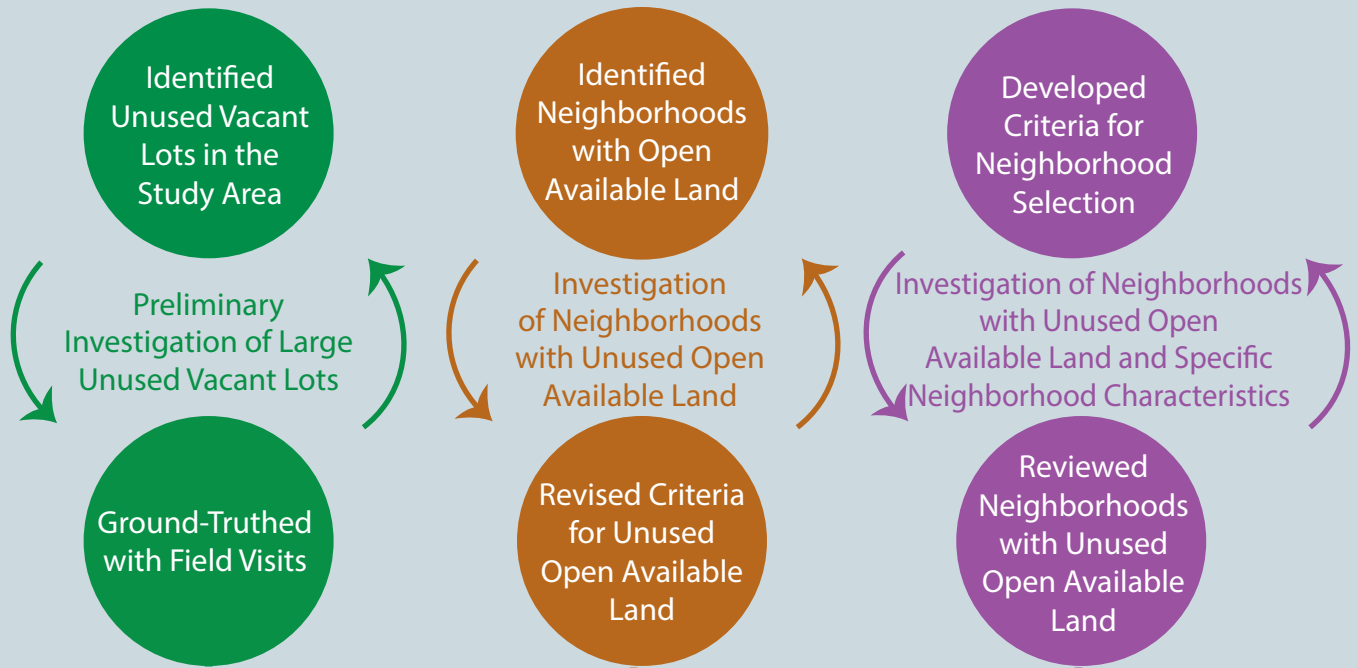 Identified
Unused Vacant
Lots in the
Study Area
Preliminary
Investigation of Large
Unused Vacant Lots
Ground-Truthed
with Field Visits
Identified
Neighborhoods
with Open
Available Land
Investigation
of Neighborhoods
with Unused Open
Available Land
Revised Criteria
for Unused
Open Available
Land
Developed
Criteria for
Neighborhood
Selection
Investigation of Neighborhoods
with Unused Open
Available Land and Specific
Neighborhood Characteristics
Reviewed
Neighborhoods
with Unused
Open Available
Land